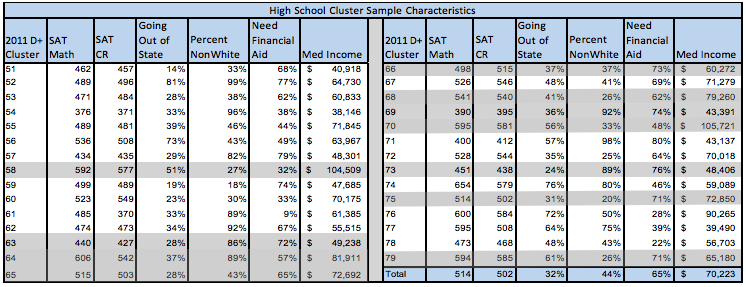 High School Cluster Sample Characteristics
2011 D+ Cluster SAT Math SAT CR Going Out of State Percent NonWhite Need Financial Aid Med Income
51 462 457 14% 33% 68% $ 40,918
52 489 496 81% 99% 77% $ 64,730
53 471 484 28% 38% 62% $ 60,833
54 376 371 33% 96% 38% $ 38,146
55 489 481 39% 46% 44% $ 71,845
56 536 508 73% 43% 49% $ 63,967
57 434 435 29% 82% 79% $ 48,301
58 592 577 51% 27% 32% $ 104,509
59 499 489 19% 18% 74% $ 47,685
60 523 549 23% 30% 33% $ 70,175
61 485 370 33% 89% 9% $ 61,385
62 474 473 34% 92% 67% $ 55,515
63 440 427 28% 86% 72% $ 49,238
64 606 542 37% 89% 57% $ 81,911
65 515 503 28% 43% 65% $ 72,692
2011 D+ Cluster SAT Math SAT CR Going Out of State Percent NonWhite Need Financial Aid Med Income
66 498 515 37% 37% 73% $ 60,272
67 526 546 48% 41% 69% $ 71,279
68 541 540 41% 26% 62% $ 79,260
69 390 395 36% 92% 74% $ 43,391
70 595 581 56% 33% 48% $ 105,721
71 400 412 57% 98% 80% $ 43,137
72 528 544 35% 25% 64% $ 70,018
73 451 438 24% 89% 76% $ 48,406
74 654 579 76% 80% 46% $ 59,089
75 514 502 31% 20% 71% $ 72,850
76 600 584 72% 50% 28% $ 90,265
77 595 508 64% 75% 39% $ 39,490
78 473 468 48% 43% 22% $ 56,703
79 594 585 61% 26% 71% $ 65,180
Total 514 502 32% 44% 65% $ 70,223